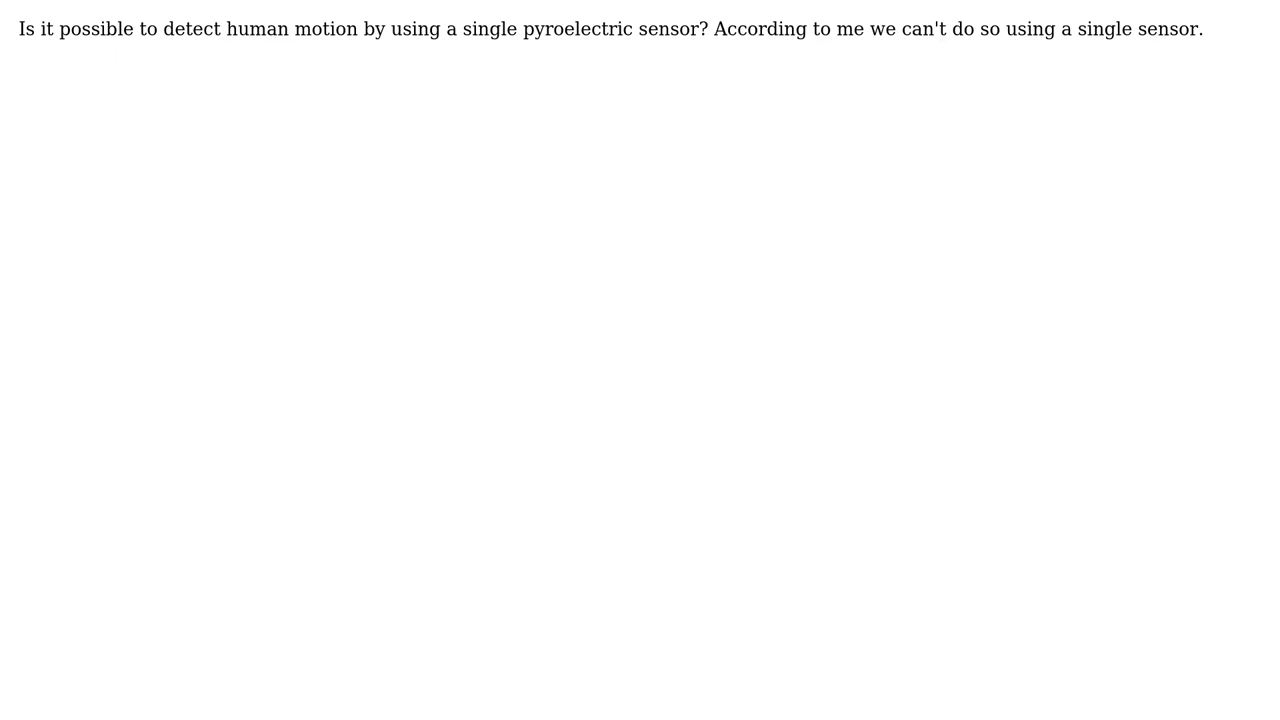 Is it possible to detect human motion by using a single pyroelectric sensor? According to me we can't do so using a single sensor.